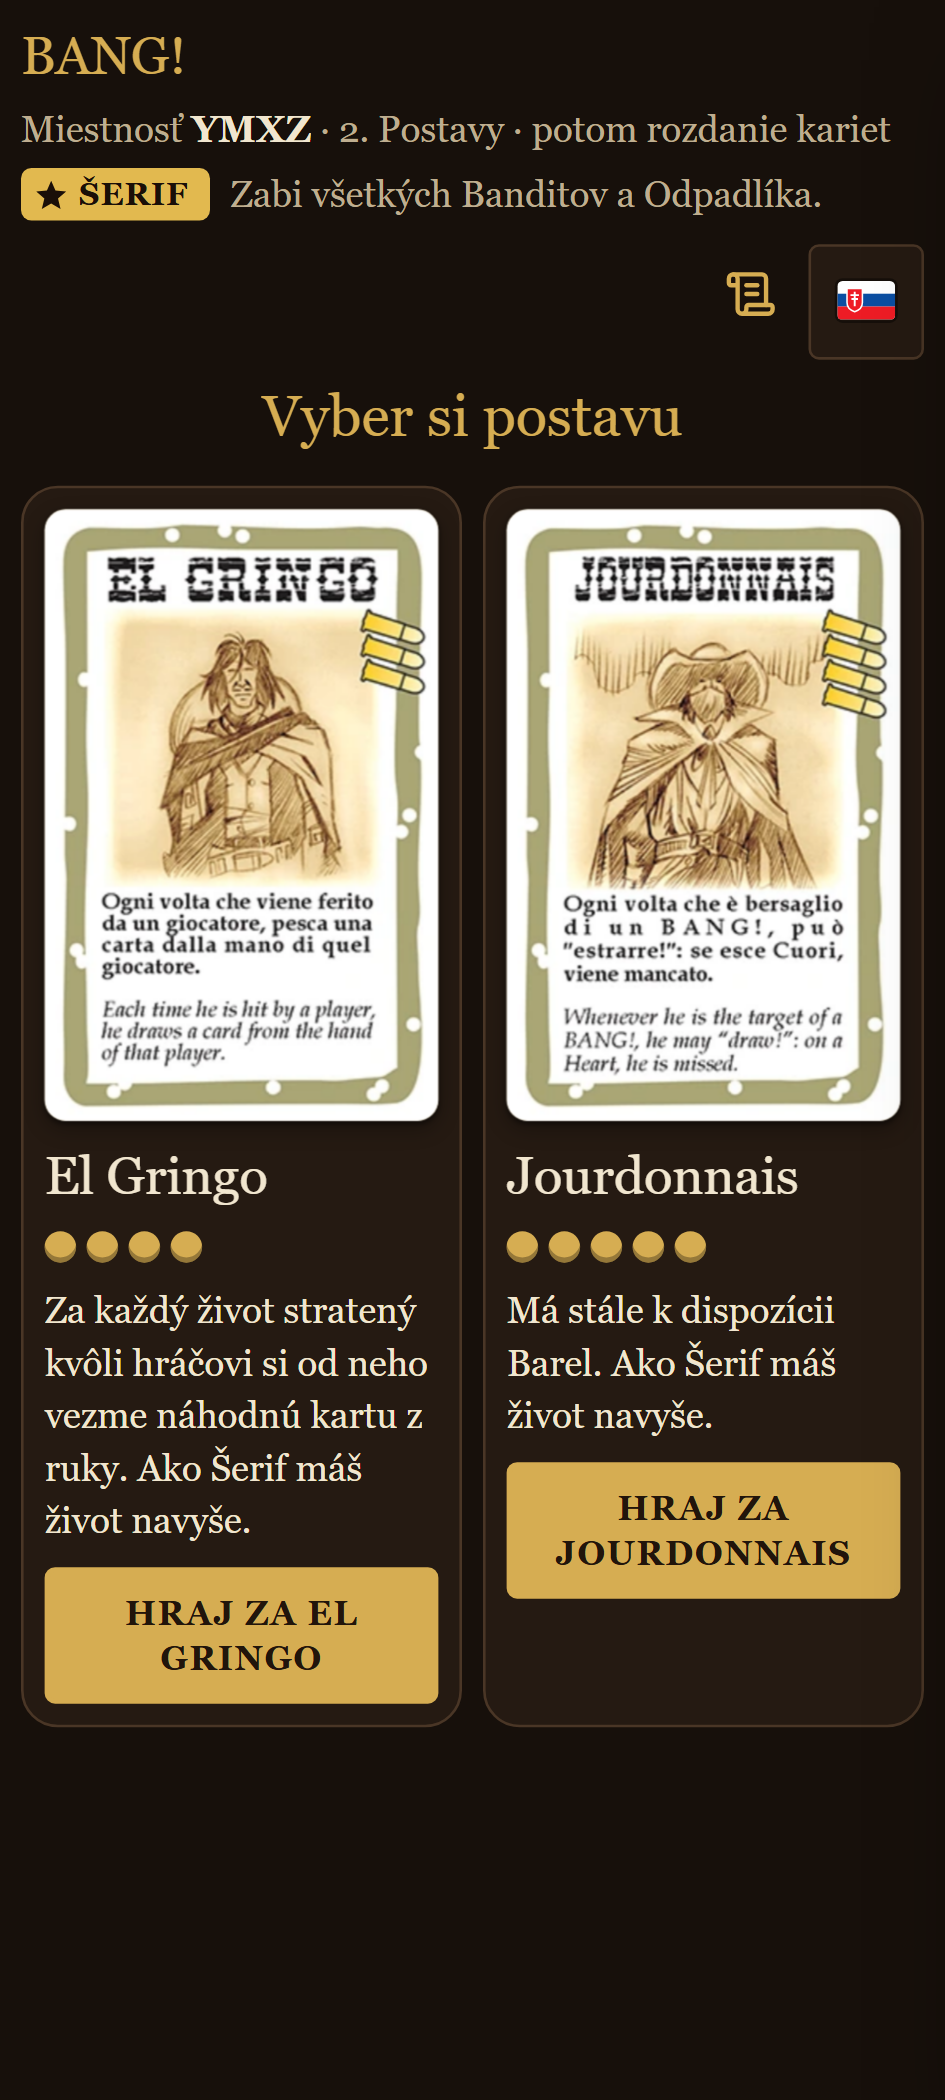 BANG!
Miestnosť YMXZ · 2. Postavy · potom rozdanie kariet
ŠERIF Zabi všetkých Banditov a Odpadlíka.
Vyber si postavu
EL GRINGO
Ogni volta che viene ferito
da un giocatore, pesca una
carta dalla mano di quel
giocatore.
Each time he is hit by a player,
he draws a card from the hand
of that player.
El Gringo
Za každý život stratený
kvôli hráčovi si od neho
vezme náhodnú kartu z
ruky. Ako Šerif máš
život navyše.
HRAJ ZA EL
GRINGO
JOURDONNAIS
Ogni volta che è bersaglio
di un BANG!, può
"estrarre!": se esce Cuori,
viene mancato.
Whenever he is the target of a
BANG!, he may “draw!”: on a
Heart, he is missed.
Jourdonnais
Má stále k dispozícii
Barel. Ako Šerif máš
život navyše.
HRAJ ZA
JOURDONNAIS